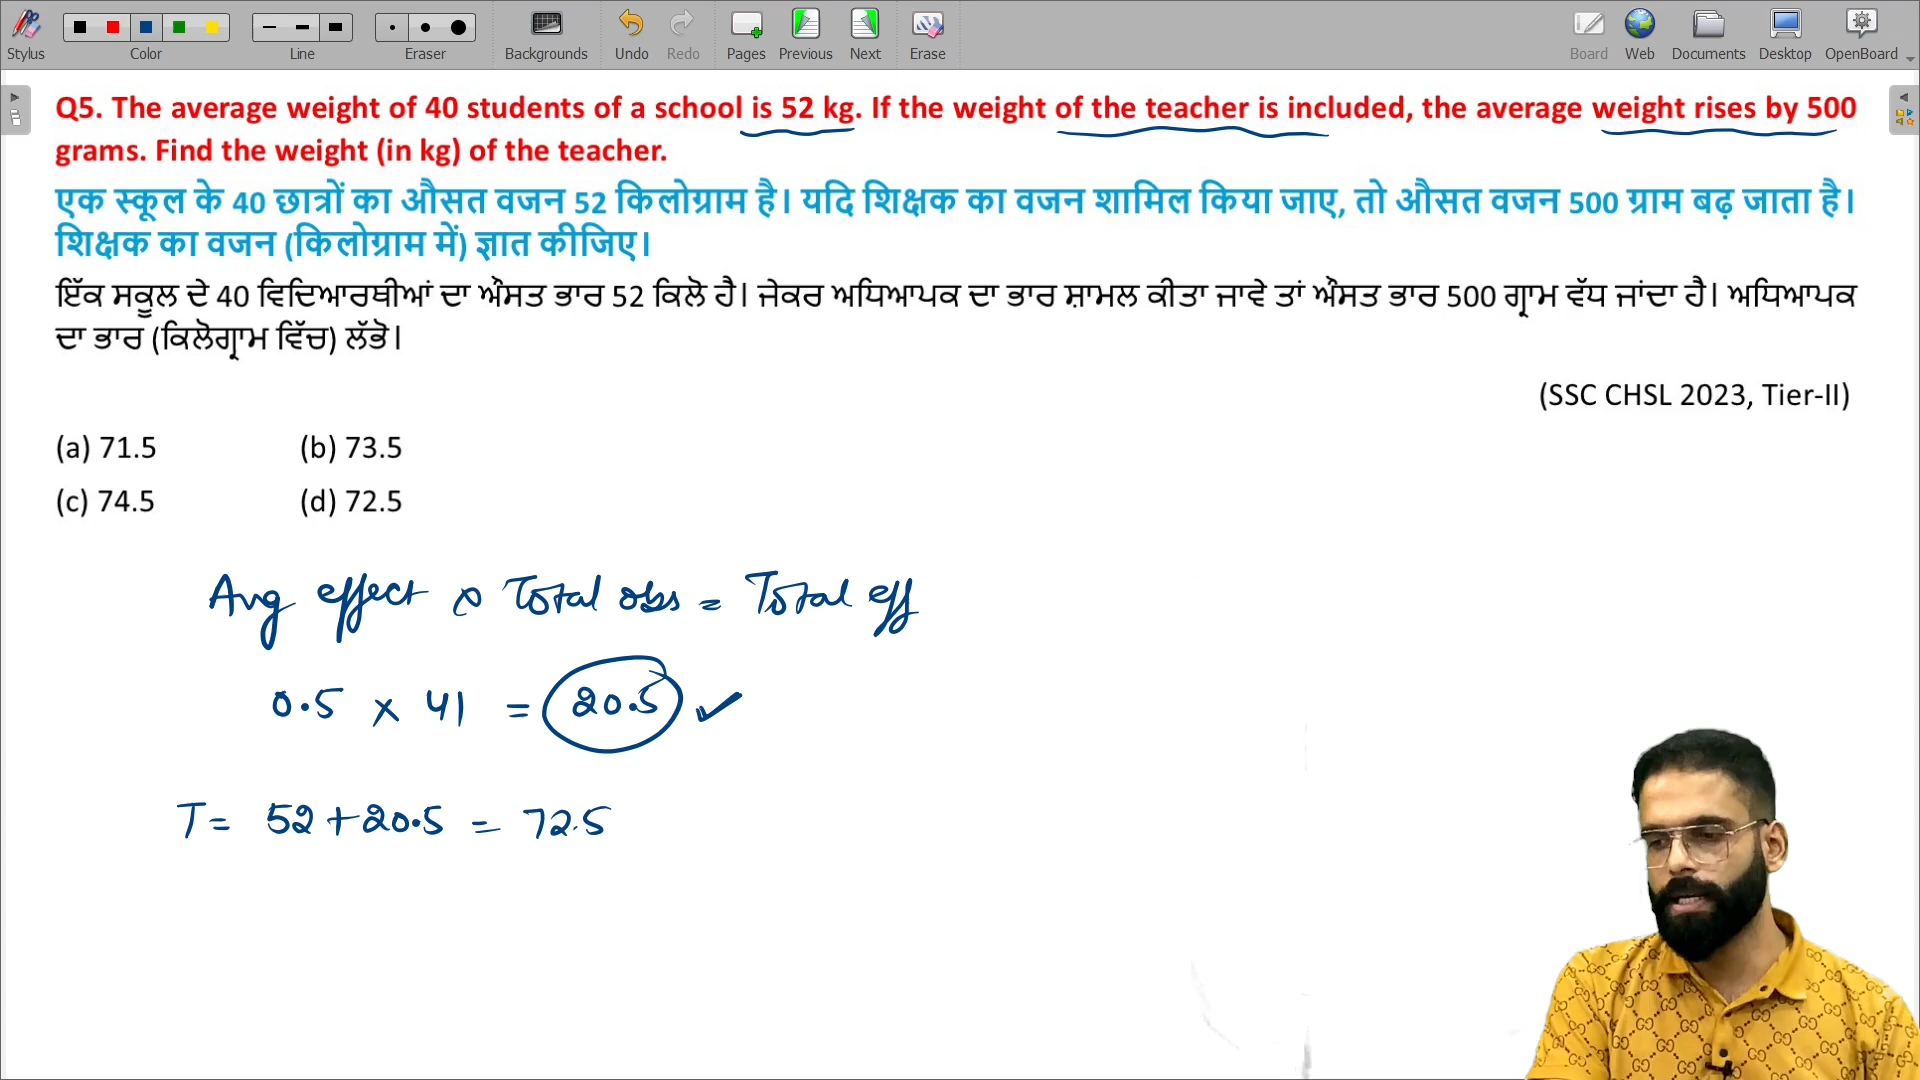 Stylus Color Line Eraser Backgrounds Undo Redo Pages Previous Next Erase Board Web Documents Desktop OpenBoard
Q5. The average weight of 40 students of a school is 52 kg. If the weight of the teacher is included, the average weight rises by 500
grams. Find the weight (in kg) of the teacher.
एक स्कूल के 40 छात्रों का औसत वजन 52 किलोग्राम है। यदि शिक्षक का वजन शामिल किया जाए, तो औसत वजन 500 ग्राम बढ़ जाता है।
शिक्षक का वजन (किलोग्राम में) ज्ञात कीजिए।
ਇੱਕ ਸਕੂਲ ਦੇ 40 ਵਿਦਿਆਰਥੀਆਂ ਦਾ ਔਸਤ ਭਾਰ 52 ਕਿਲੋ ਹੈ। ਜੇਕਰ ਅਧਿਆਪਕ ਦਾ ਭਾਰ ਸ਼ਾਮਲ ਕੀਤਾ ਜਾਵੇ ਤਾਂ ਔਸਤ ਭਾਰ 500 ਗ੍ਰਾਮ ਵੱਧ ਜਾਂਦਾ ਹੈ। ਅਧਿਆਪਕ
ਦਾ ਭਾਰ (ਕਿਲੋਗ੍ਰਾਮ ਵਿੱਚ) ਲੱਭੋ।
(SSC CHSL 2023, Tier-II)
(a) 71.5 (b) 73.5
(c) 74.5 (d) 72.5
Avg effect × Total obs = Total eff
0.5 × 41 = 20.5 ✓
T = 52 + 20.5 = 72.5